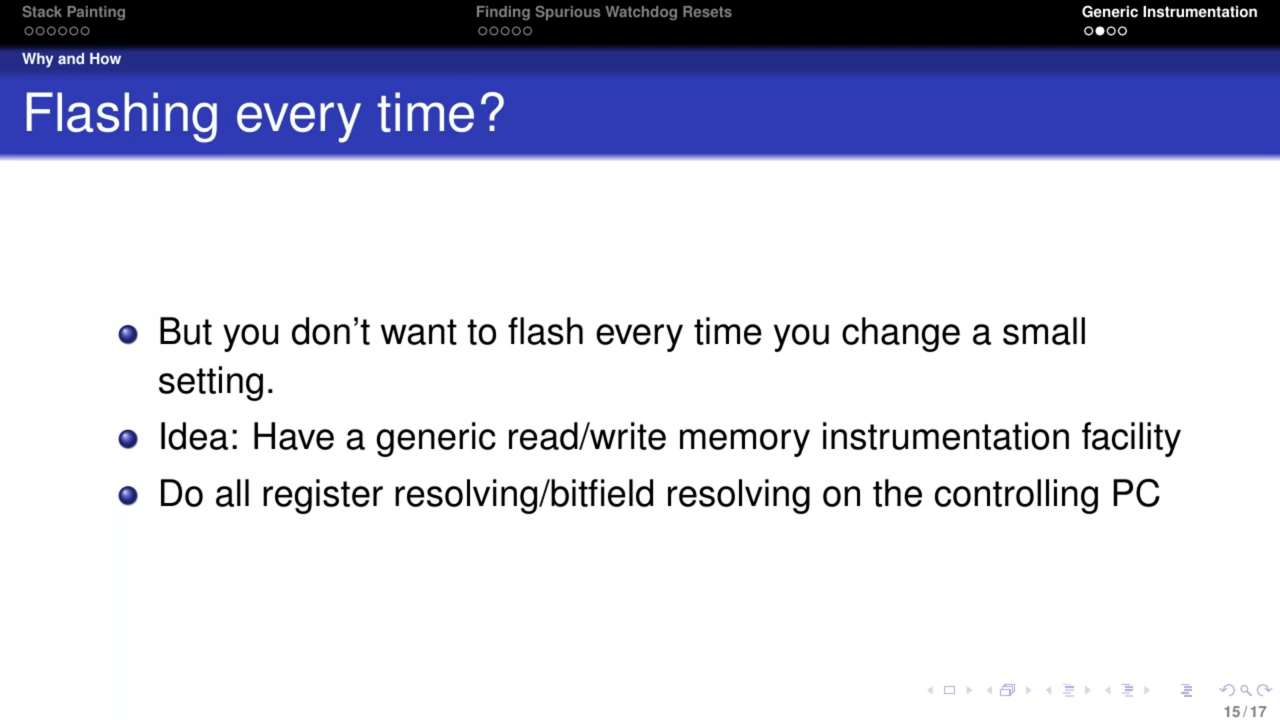 Stack Painting
Finding Spurious Watchdog Resets
Generic Instrumentation
Why and How
Flashing every time?
But you don't want to flash every time you change a small
setting.
Idea: Have a generic read/write memory instrumentation facility
Do all register resolving/bitfield resolving on the controlling PC
15/17